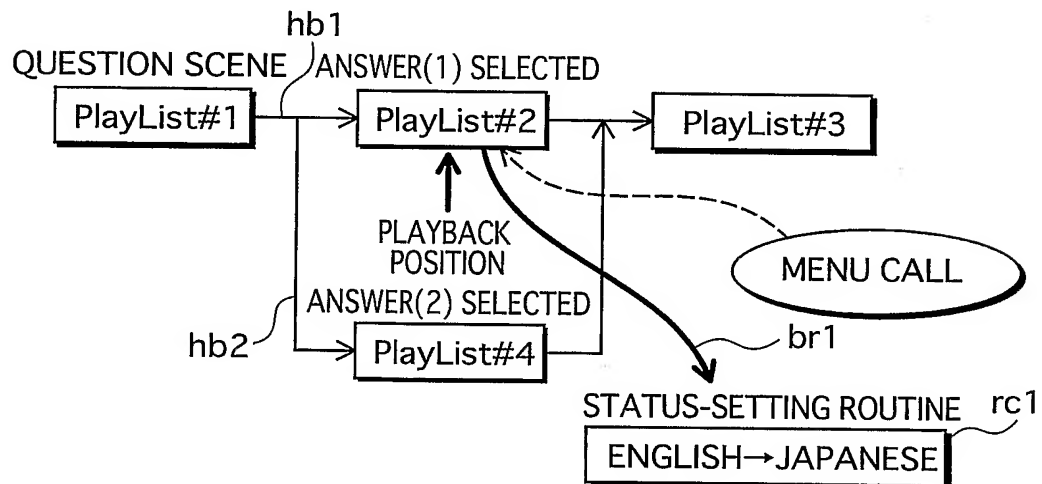 hb1
QUESTION SCENE
ANSWER(1) SELECTED
PlayList#1
PlayList#2
PlayList#3
PLAYBACK
POSITION
MENU CALL
ANSWER(2) SELECTED
hb2
PlayList#4
br1
STATUS-SETTING ROUTINE
rc1
ENGLISH→JAPANESE